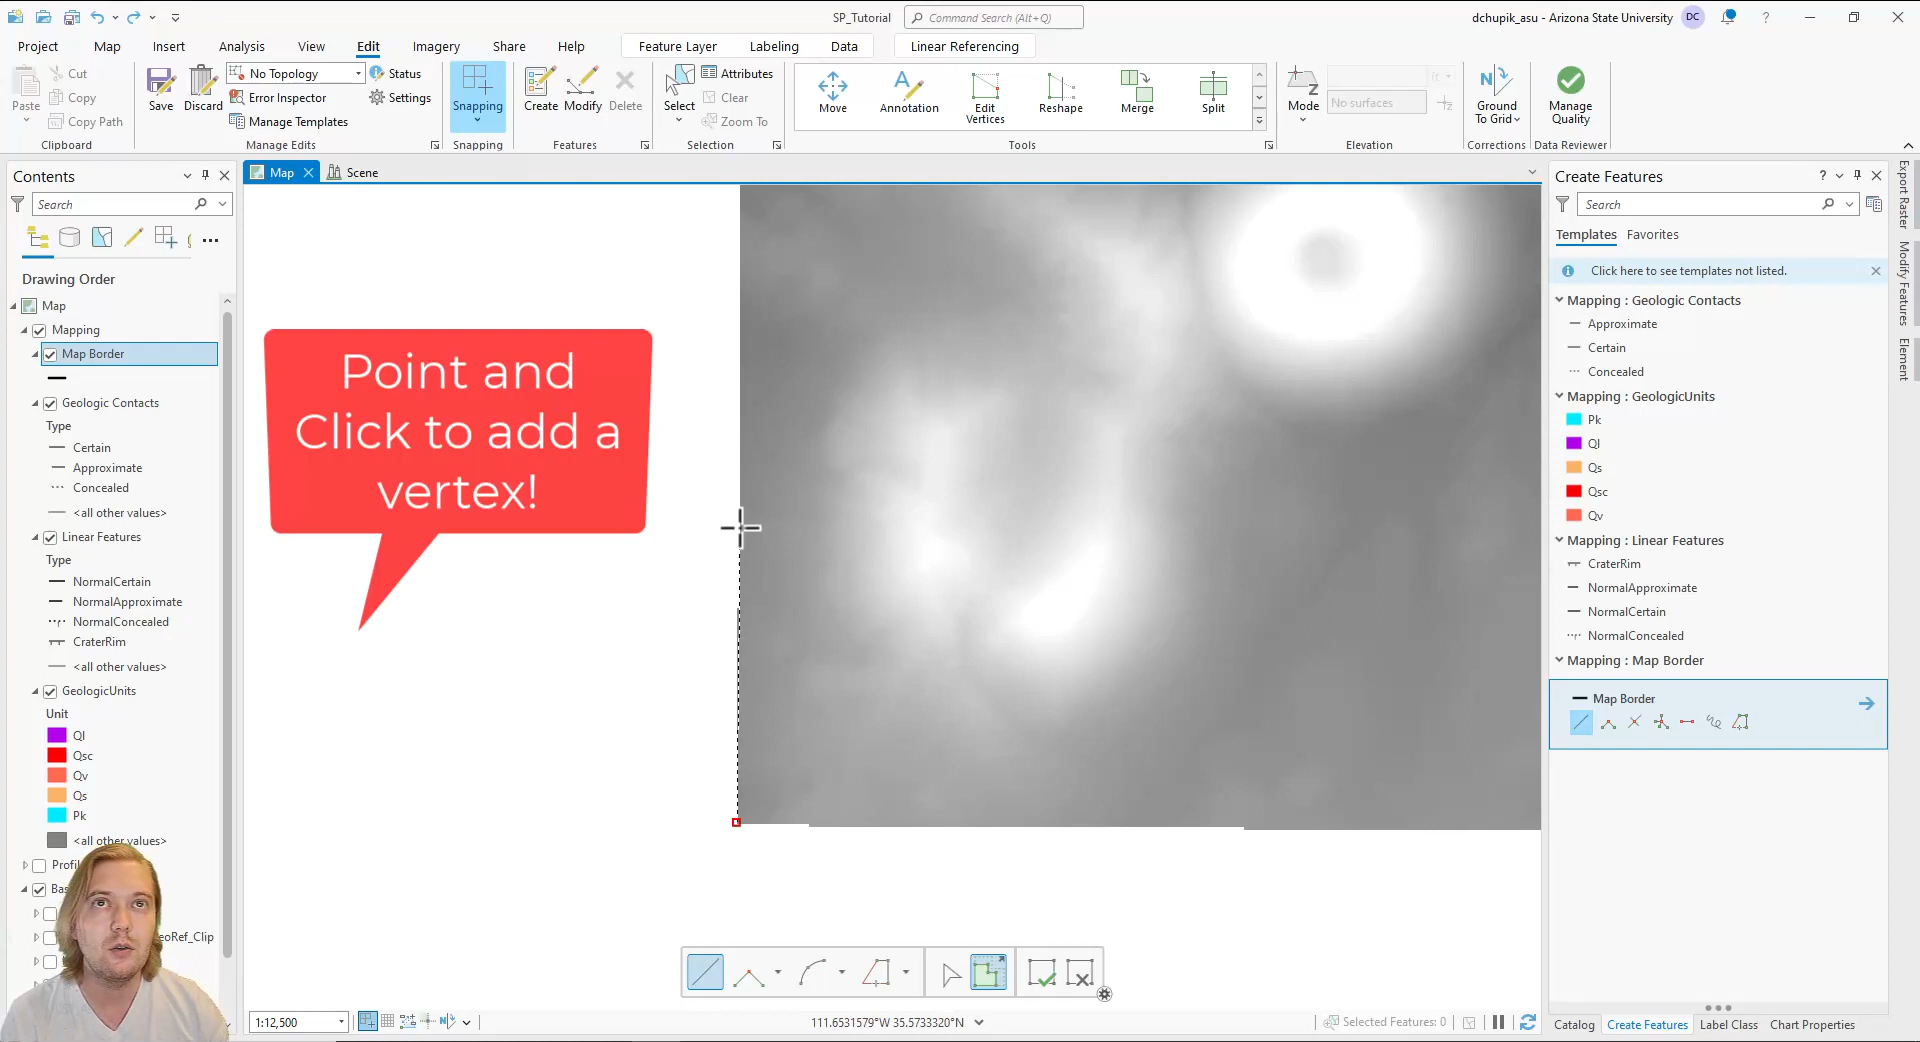 SP_Tutorial
Command Search (Alt+Q)
dchupik_asu - Arizona State University
DC
?
Project
Map
Insert
Analysis
View
Edit
Imagery
Share
Help
Feature Layer
Labeling
Data
Linear Referencing
Paste
Cut
Copy
Copy Path
Clipboard
Save
Discard
No Topology
Error Inspector
Manage Templates
Status
Settings
Manage Edits
Snapping
Snapping
Create
Modify
Delete
Features
Select
Attributes
Clear
Zoom To
Selection
Move
Annotation
Edit
Vertices
Reshape
Merge
Split
Tools
Mode
No surfaces
Elevation
Ground
To Grid
Corrections
Manage
Quality
Data Reviewer
Contents
Search
Drawing Order
Map
Mapping
Map Border
Geologic Contacts
Type
Certain
Approximate
Concealed
<all other values>
Linear Features
Type
NormalCertain
NormalApproximate
NormalConcealed
CraterRim
<all other values>
GeologicUnits
Unit
Ql
Qsc
Qv
Qs
Pk
<all other values>
Profil
Bas
eoRef_Clip
Map
Scene
Point and
Click to add a
vertex!
1:12,500
111.6531579°W 35.5733320°N
Selected Features: 0
Create Features
?
Search
Templates
Favorites
Click here to see templates not listed.
Mapping : Geologic Contacts
Approximate
Certain
Concealed
Mapping : GeologicUnits
Pk
Ql
Qs
Qsc
Qv
Mapping : Linear Features
CraterRim
NormalApproximate
NormalCertain
NormalConcealed
Mapping : Map Border
Map Border
Catalog
Create Features
Label Class
Chart Properties
Export Raster
Modify Features
Element